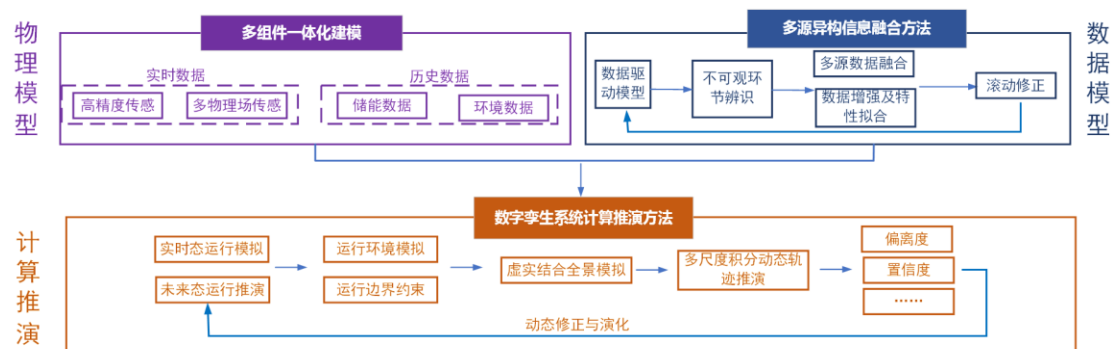 物理模型
多组件一体化建模
实时数据
高精度传感
多物理场传感
历史数据
储能数据
环境数据
多源异构信息融合方法
数据驱
动模型
不可观环
节辨识
多源数据融合
数据增强及特
性拟合
滚动修正
数据模型
计算推演
数字孪生系统计算推演方法
实时态运行模拟
未来态运行推演
运行环境模拟
运行边界约束
虚实结合全景模拟
多尺度积分动态轨
迹推演
偏离度
置信度
……
动态修正与演化